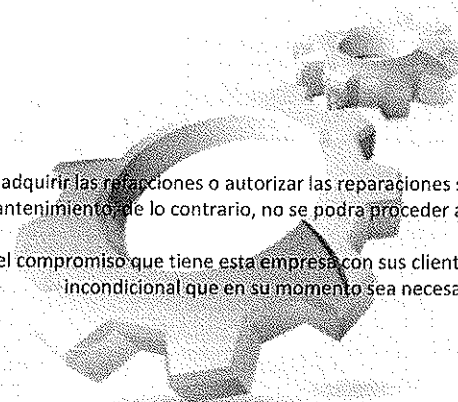 adquirir las refacciones o autorizar las reparaciones s
antenimiento, de lo contrario, no se podra proceder a
el compromiso que tiene esta empresa con sus client
incondicional que en su momento sea necesa